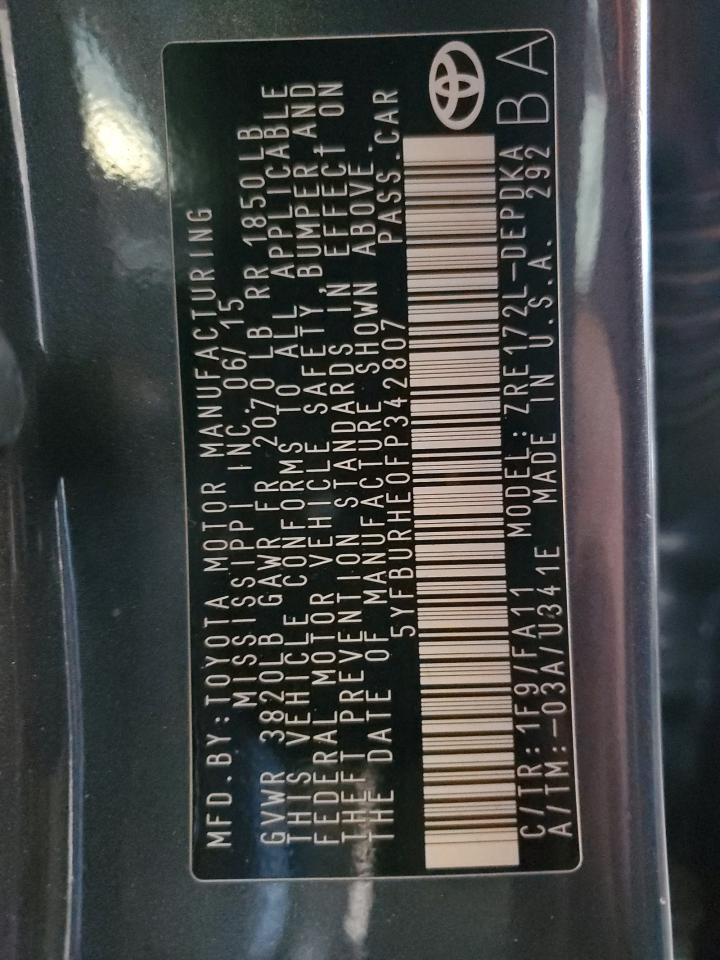 MFD.BY:TOYOTA MOTOR MANUFACTURING
MISSISSIPPI INC. 06/15
GVWR 3820LB GAWR FR 2070 LB RR 1850LB
THIS VEHICLE CONFORMS TO ALL APPLICABLE
FEDERAL MOTOR VEHICLE SAFETY, BUMPER AND
THEFT PREVENTION STANDARDS IN EFFECT ON
THE DATE OF MANUFACTURE SHOWN ABOVE.
5YFBURHE0FP342807 PASS.CAR
C/TR:1F9/FA11 MODEL:ZRE172L-DEPDKA
A/TM:-03A/U341E MADE IN U.S.A. 292
BA